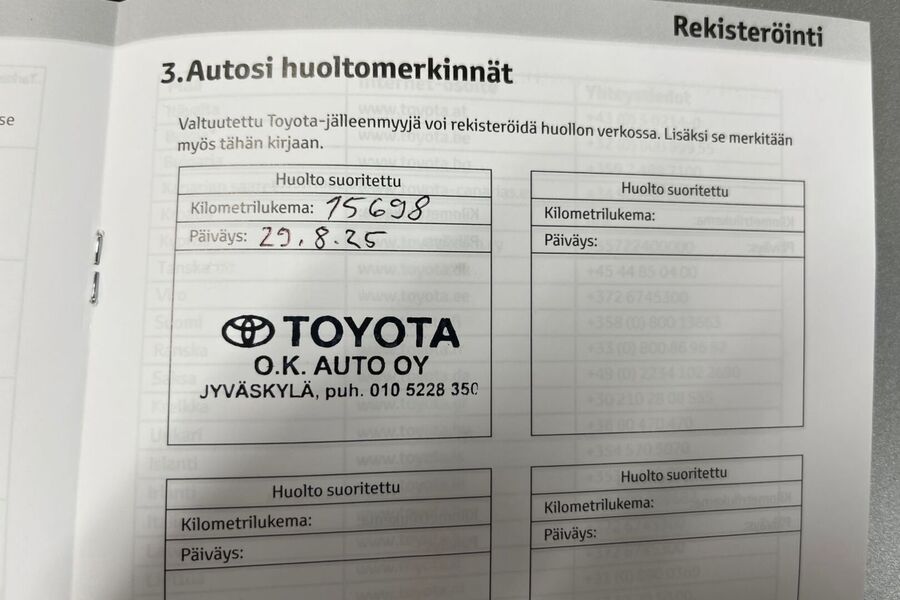 Rekisteröinti
3.Autosi huoltomerkinnät
se
Valtuutettu Toyota-jälleenmyyjä voi rekisteröidä huollon verkossa. Lisäksi se merkitään
myös tähän kirjaan.
Huolto suoritettu
Kilometrilukema: 15698
Päiväys: 29.8.25
TOYOTA
O.K. AUTO OY
JYVÄSKYLÄ, puh. 010 5228 350
Huolto suoritettu
Kilometrilukema:
Päiväys:
Huolto suoritettu
Kilometrilukema:
Päiväys:
Huolto suoritettu
Kilometrilukema:
Päiväys: